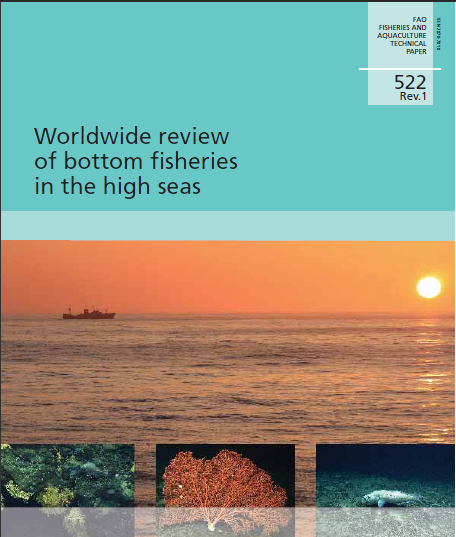 FAO
FISHERIES AND
AQUACULTURE
TECHNICAL
PAPER
522
Rev.1
Worldwide review
of bottom fisheries
in the high seas